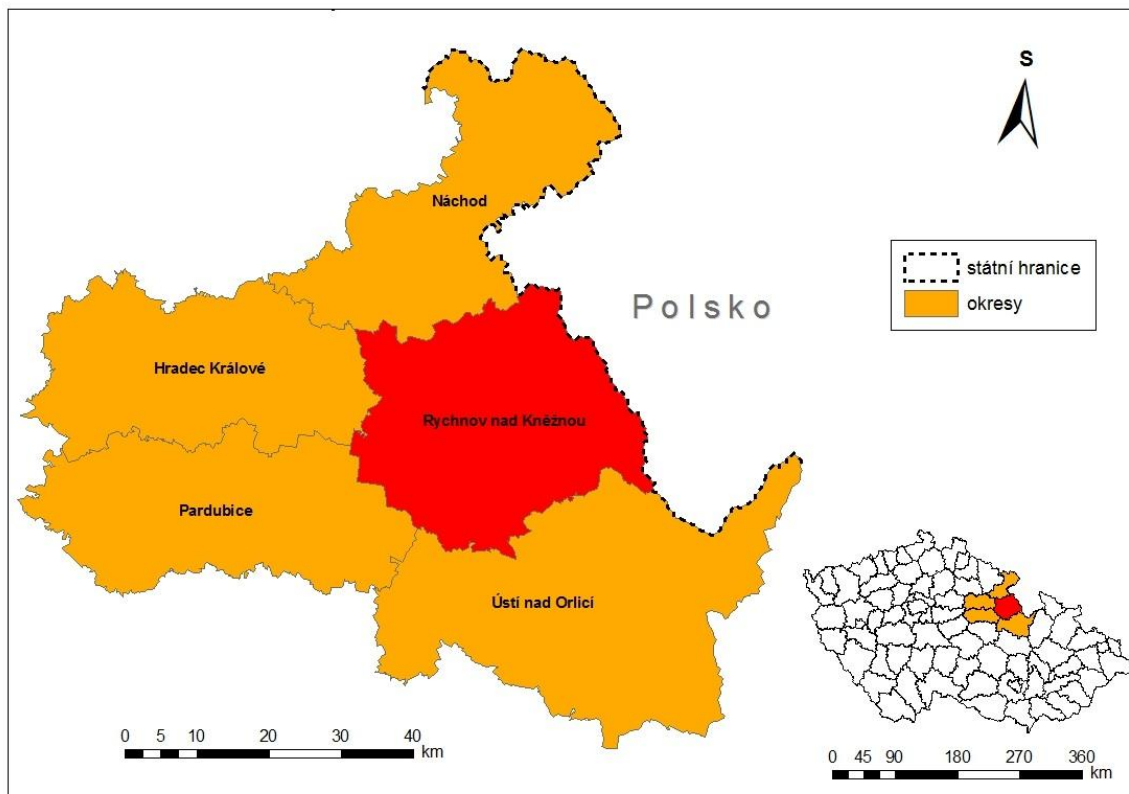 S
Náchod
státní hranice
okresy
Polsko
Hradec Králové
Rychnov nad Kněžnou
Pardubice
Ústí nad Orlicí
0 5 10 20 30 40
km
0 45 90 180 270 360
km